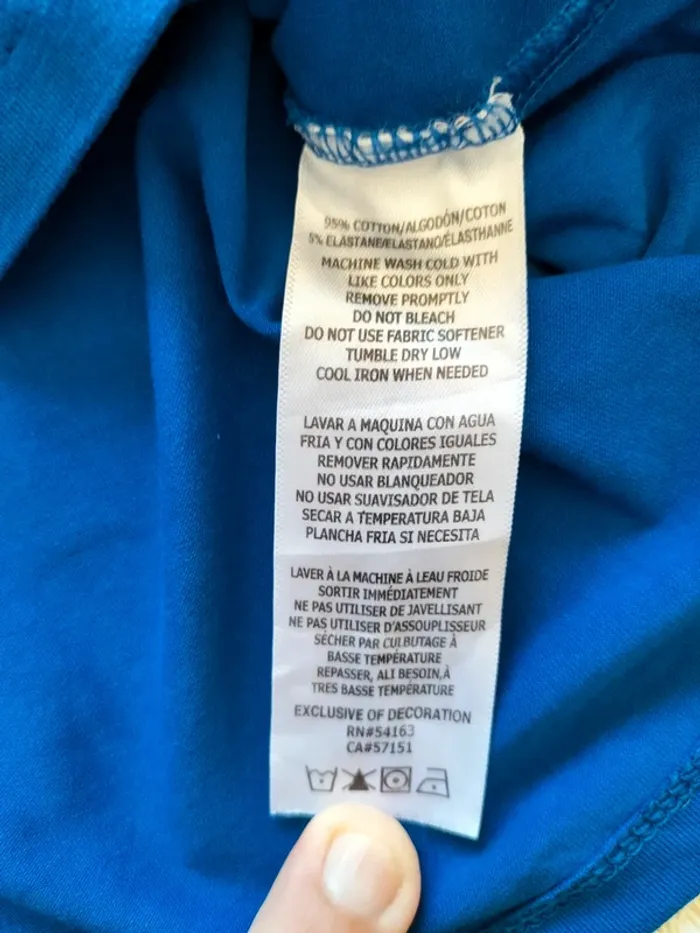 95% COTTON/ALGODÓN/COTON
5% ELASTANE/ELASTANO/ÉLASTHANNE
MACHINE WASH COLD WITH
LIKE COLORS ONLY
REMOVE PROMPTLY
DO NOT BLEACH
DO NOT USE FABRIC SOFTENER
TUMBLE DRY LOW
COOL IRON WHEN NEEDED
LAVAR A MAQUINA CON AGUA
FRIA Y CON COLORES IGUALES
REMOVER RAPIDAMENTE
NO USAR BLANQUEADOR
NO USAR SUAVISADOR DE TELA
SECAR A TEMPERATURA BAJA
PLANCHA FRIA SI NECESITA
LAVER À LA MACHINE À LEAU FROIDE
SORTIR IMMÉDIATEMENT
NE PAS UTILISER DE JAVELLISANT
NE PAS UTILISER D'ASSOUPLISSEUR
SÉCHER PAR CULBUTAGE À
BASSE TEMPÉRATURE
REPASSER, ALI BESOIN,À
TRES BASSE TEMPÉRATURE
EXCLUSIVE OF DECORATION
RN#54163
CA#57151